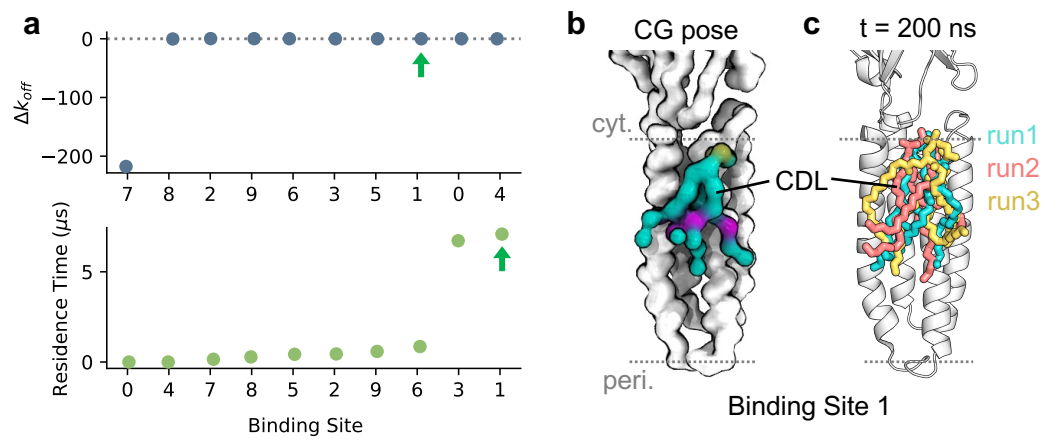 a
0
−100
−200
Δk_off
7 8 2 9 6 3 5 1 0 4
5
0
Residence Time (μs)
0 4 7 8 5 2 9 6 3 1
Binding Site
b
CG pose
cyt.
CDL
peri.
c
t = 200 ns
run1
run2
run3
Binding Site 1